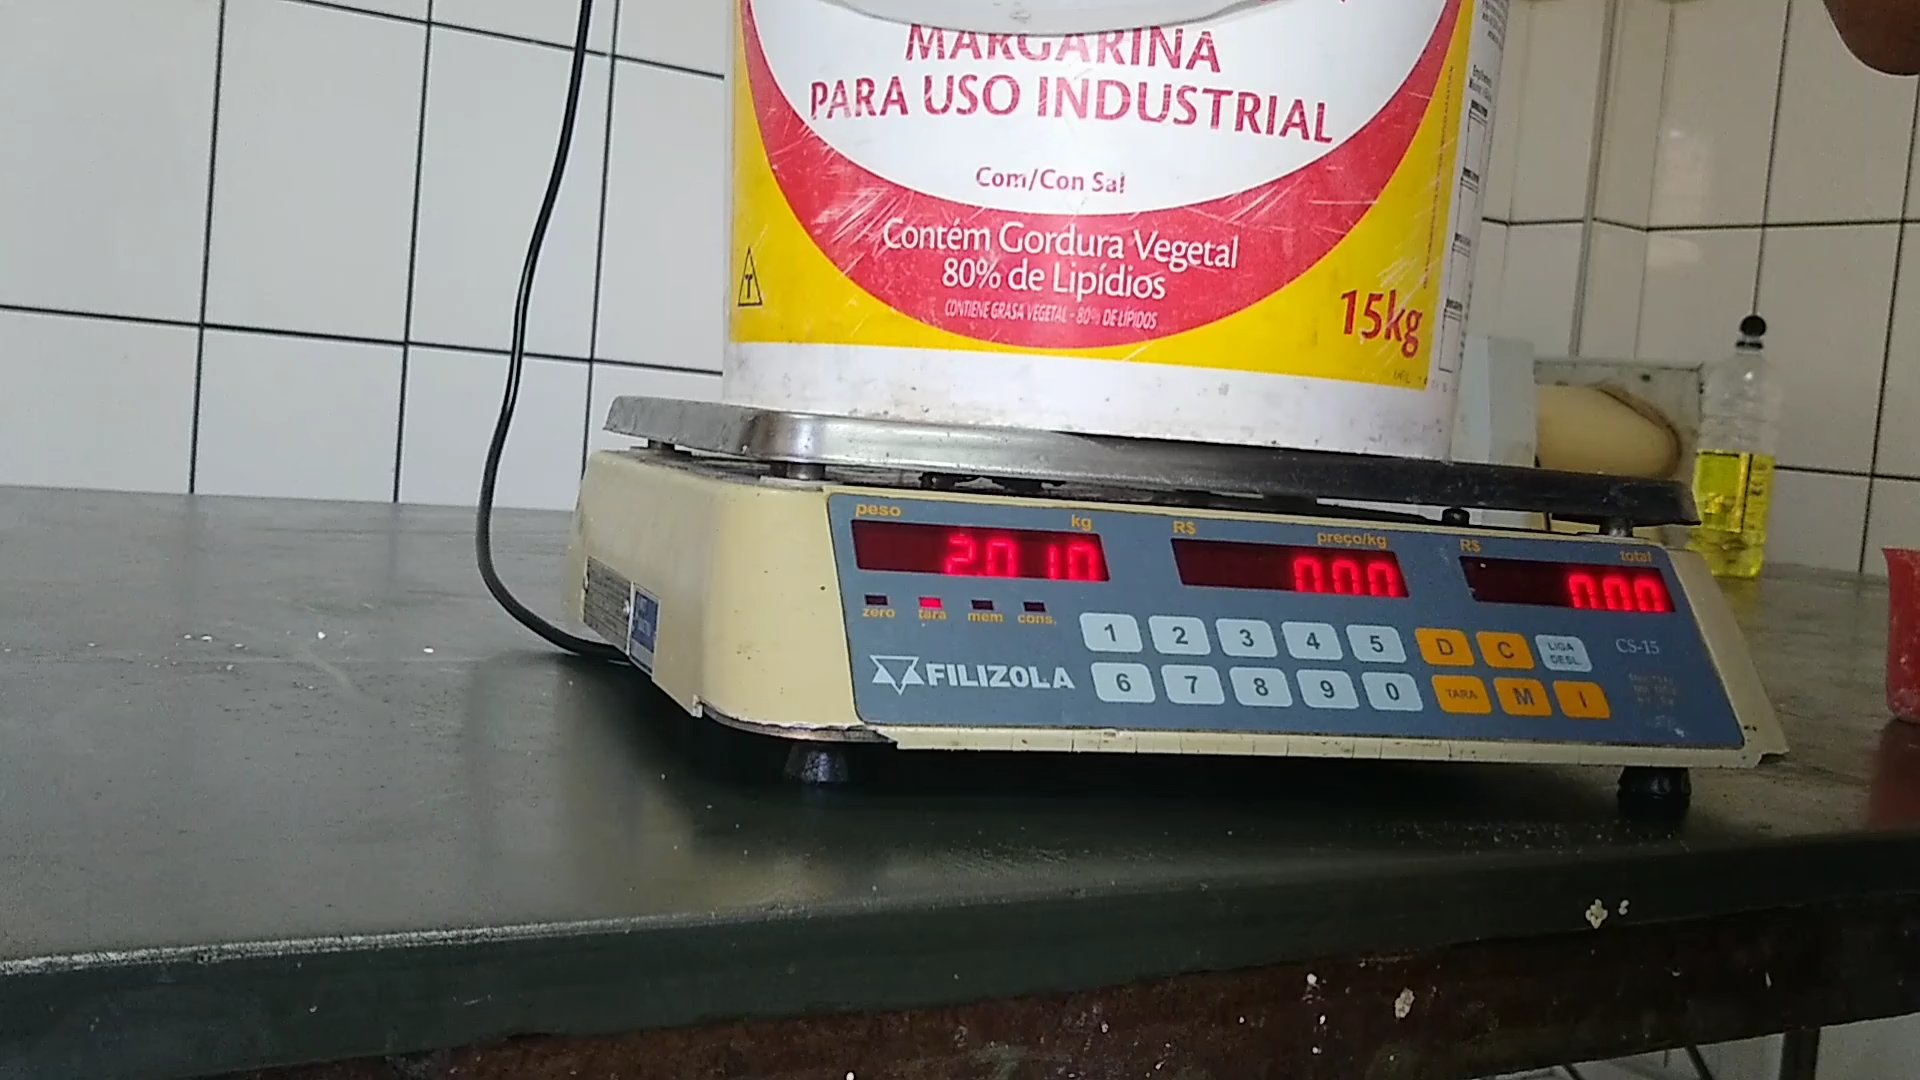 MARGARINA
PARA USO INDUSTRIAL
Com/Con Sal
Contém Gordura Vegetal
80% de Lipídios
CONTIENE GRASA VEGETAL - 80% DE LÍPIDOS
15kg
T
peso kg
2.010
R$ preço/kg
0.00
R$ total
0.00
zero tara mem cons.
FILIZOLA
1 2 3 4 5 D C LIGA DESL.
6 7 8 9 0 TARA M I
CS-15